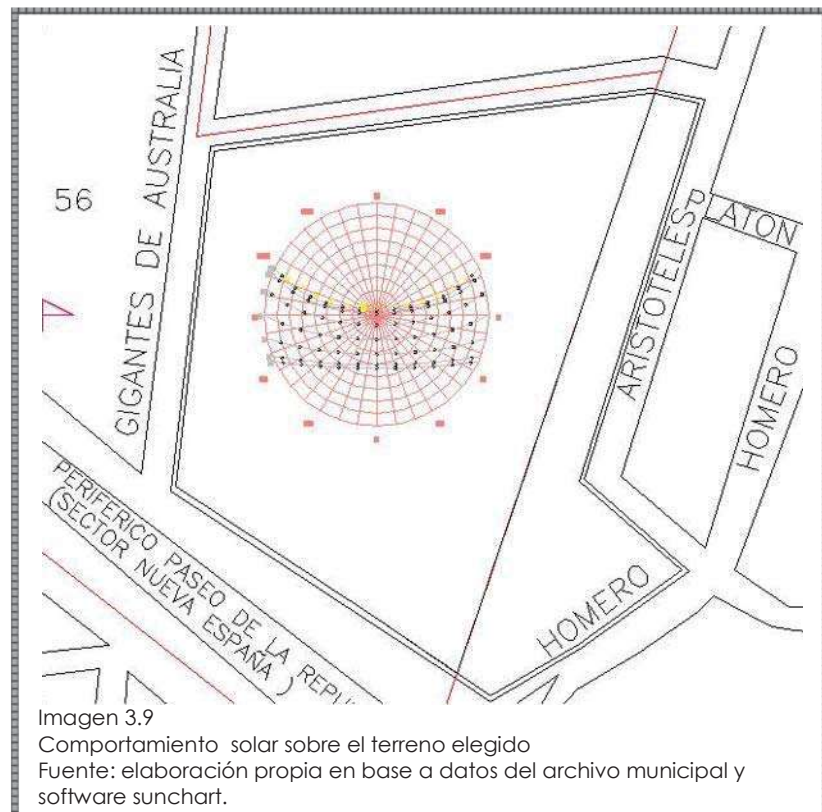 GIGANTES DE AUSTRALIA
56
ARISTOTELES
PLATON
HOMERO
PERIFERICO PASEO DE LA REPU
(SECTOR NUEVA ESPAÑA )
HOMERO
Imagen 3.9
Comportamiento solar sobre el terreno elegido
Fuente: elaboración propia en base a datos del archivo municipal y
software sunchart.